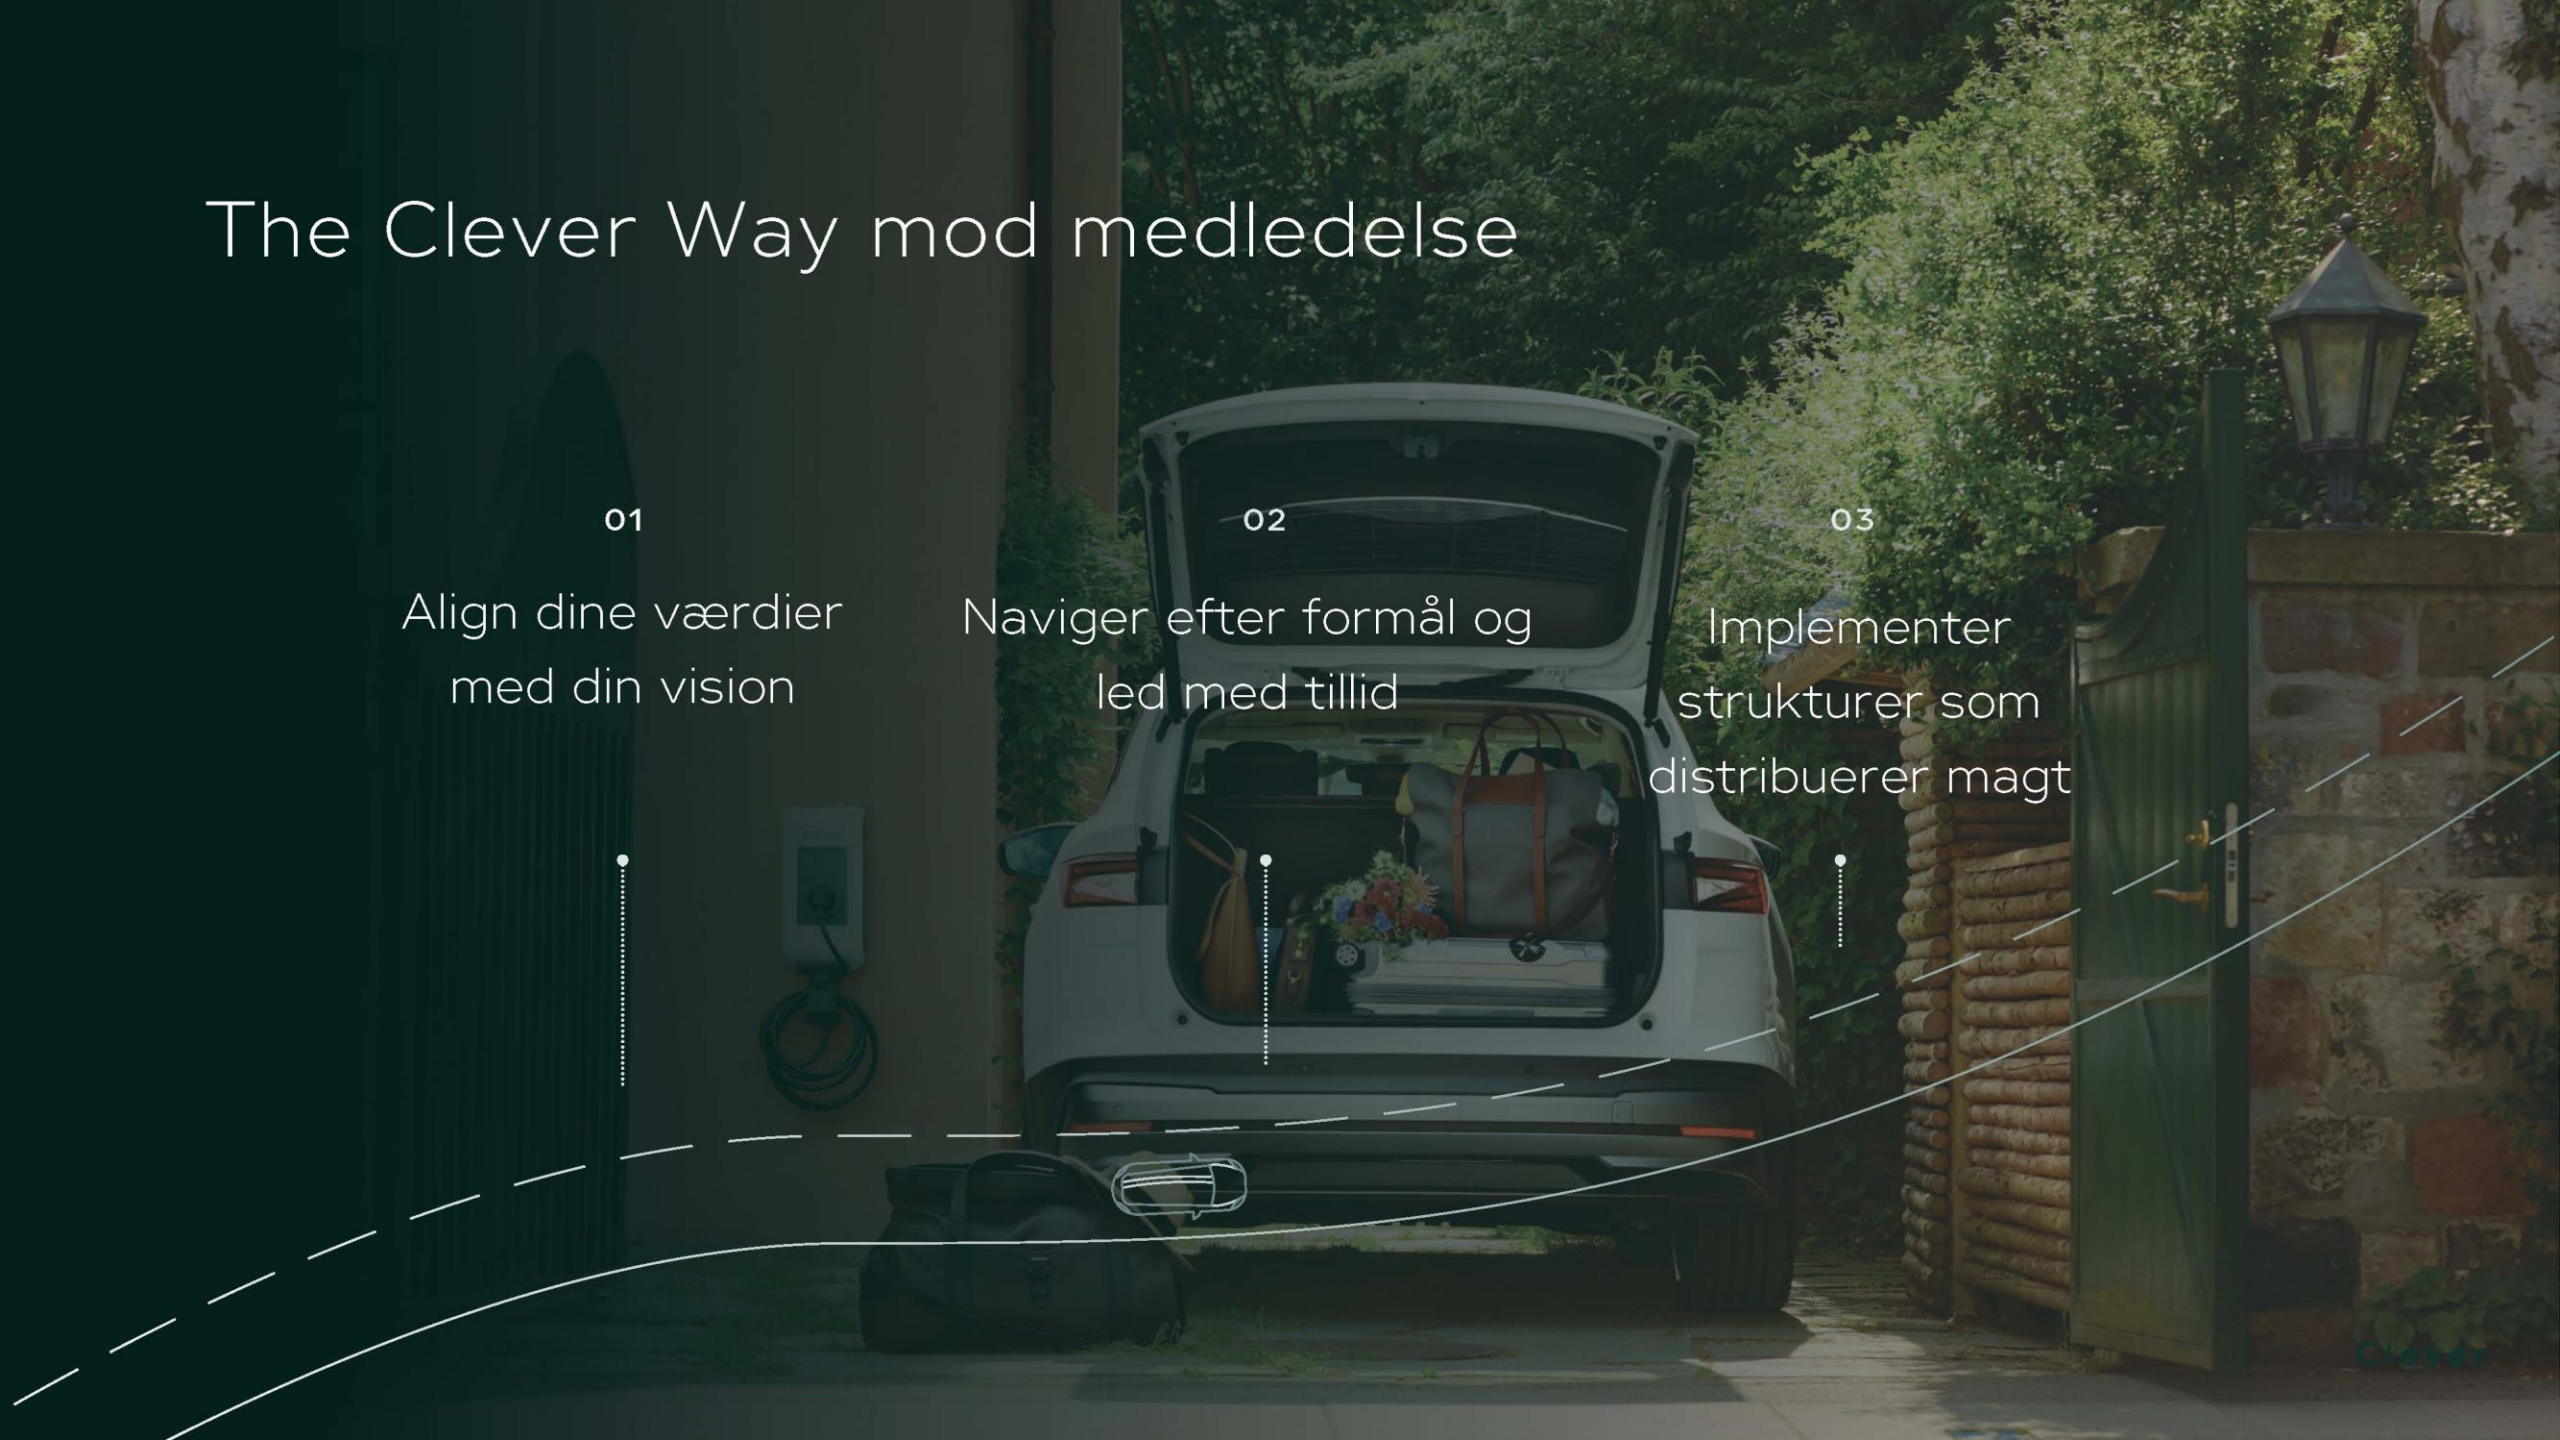 The Clever Way mod medledelse
01
Align dine værdier
med din vision
02
Naviger efter formål og
led med tillid
03
Implementer
strukturer som
distribuerer magt
Clever